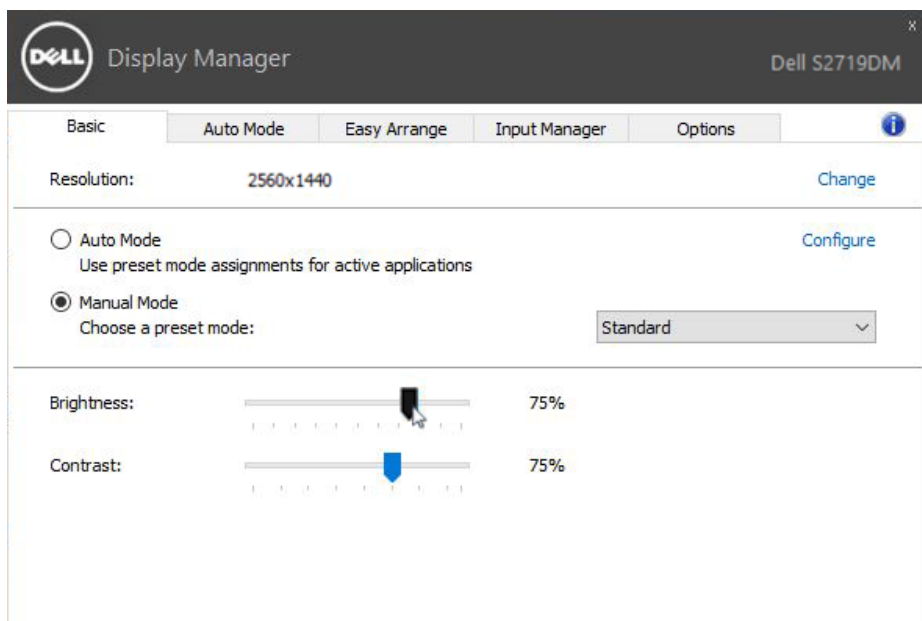 x
DELL Display Manager
Dell S2719DM
Basic Auto Mode Easy Arrange Input Manager Options i
Resolution: 2560x1440 Change
Auto Mode Configure
Use preset mode assignments for active applications
Manual Mode
Choose a preset mode: Standard
Brightness: 75%
Contrast: 75%